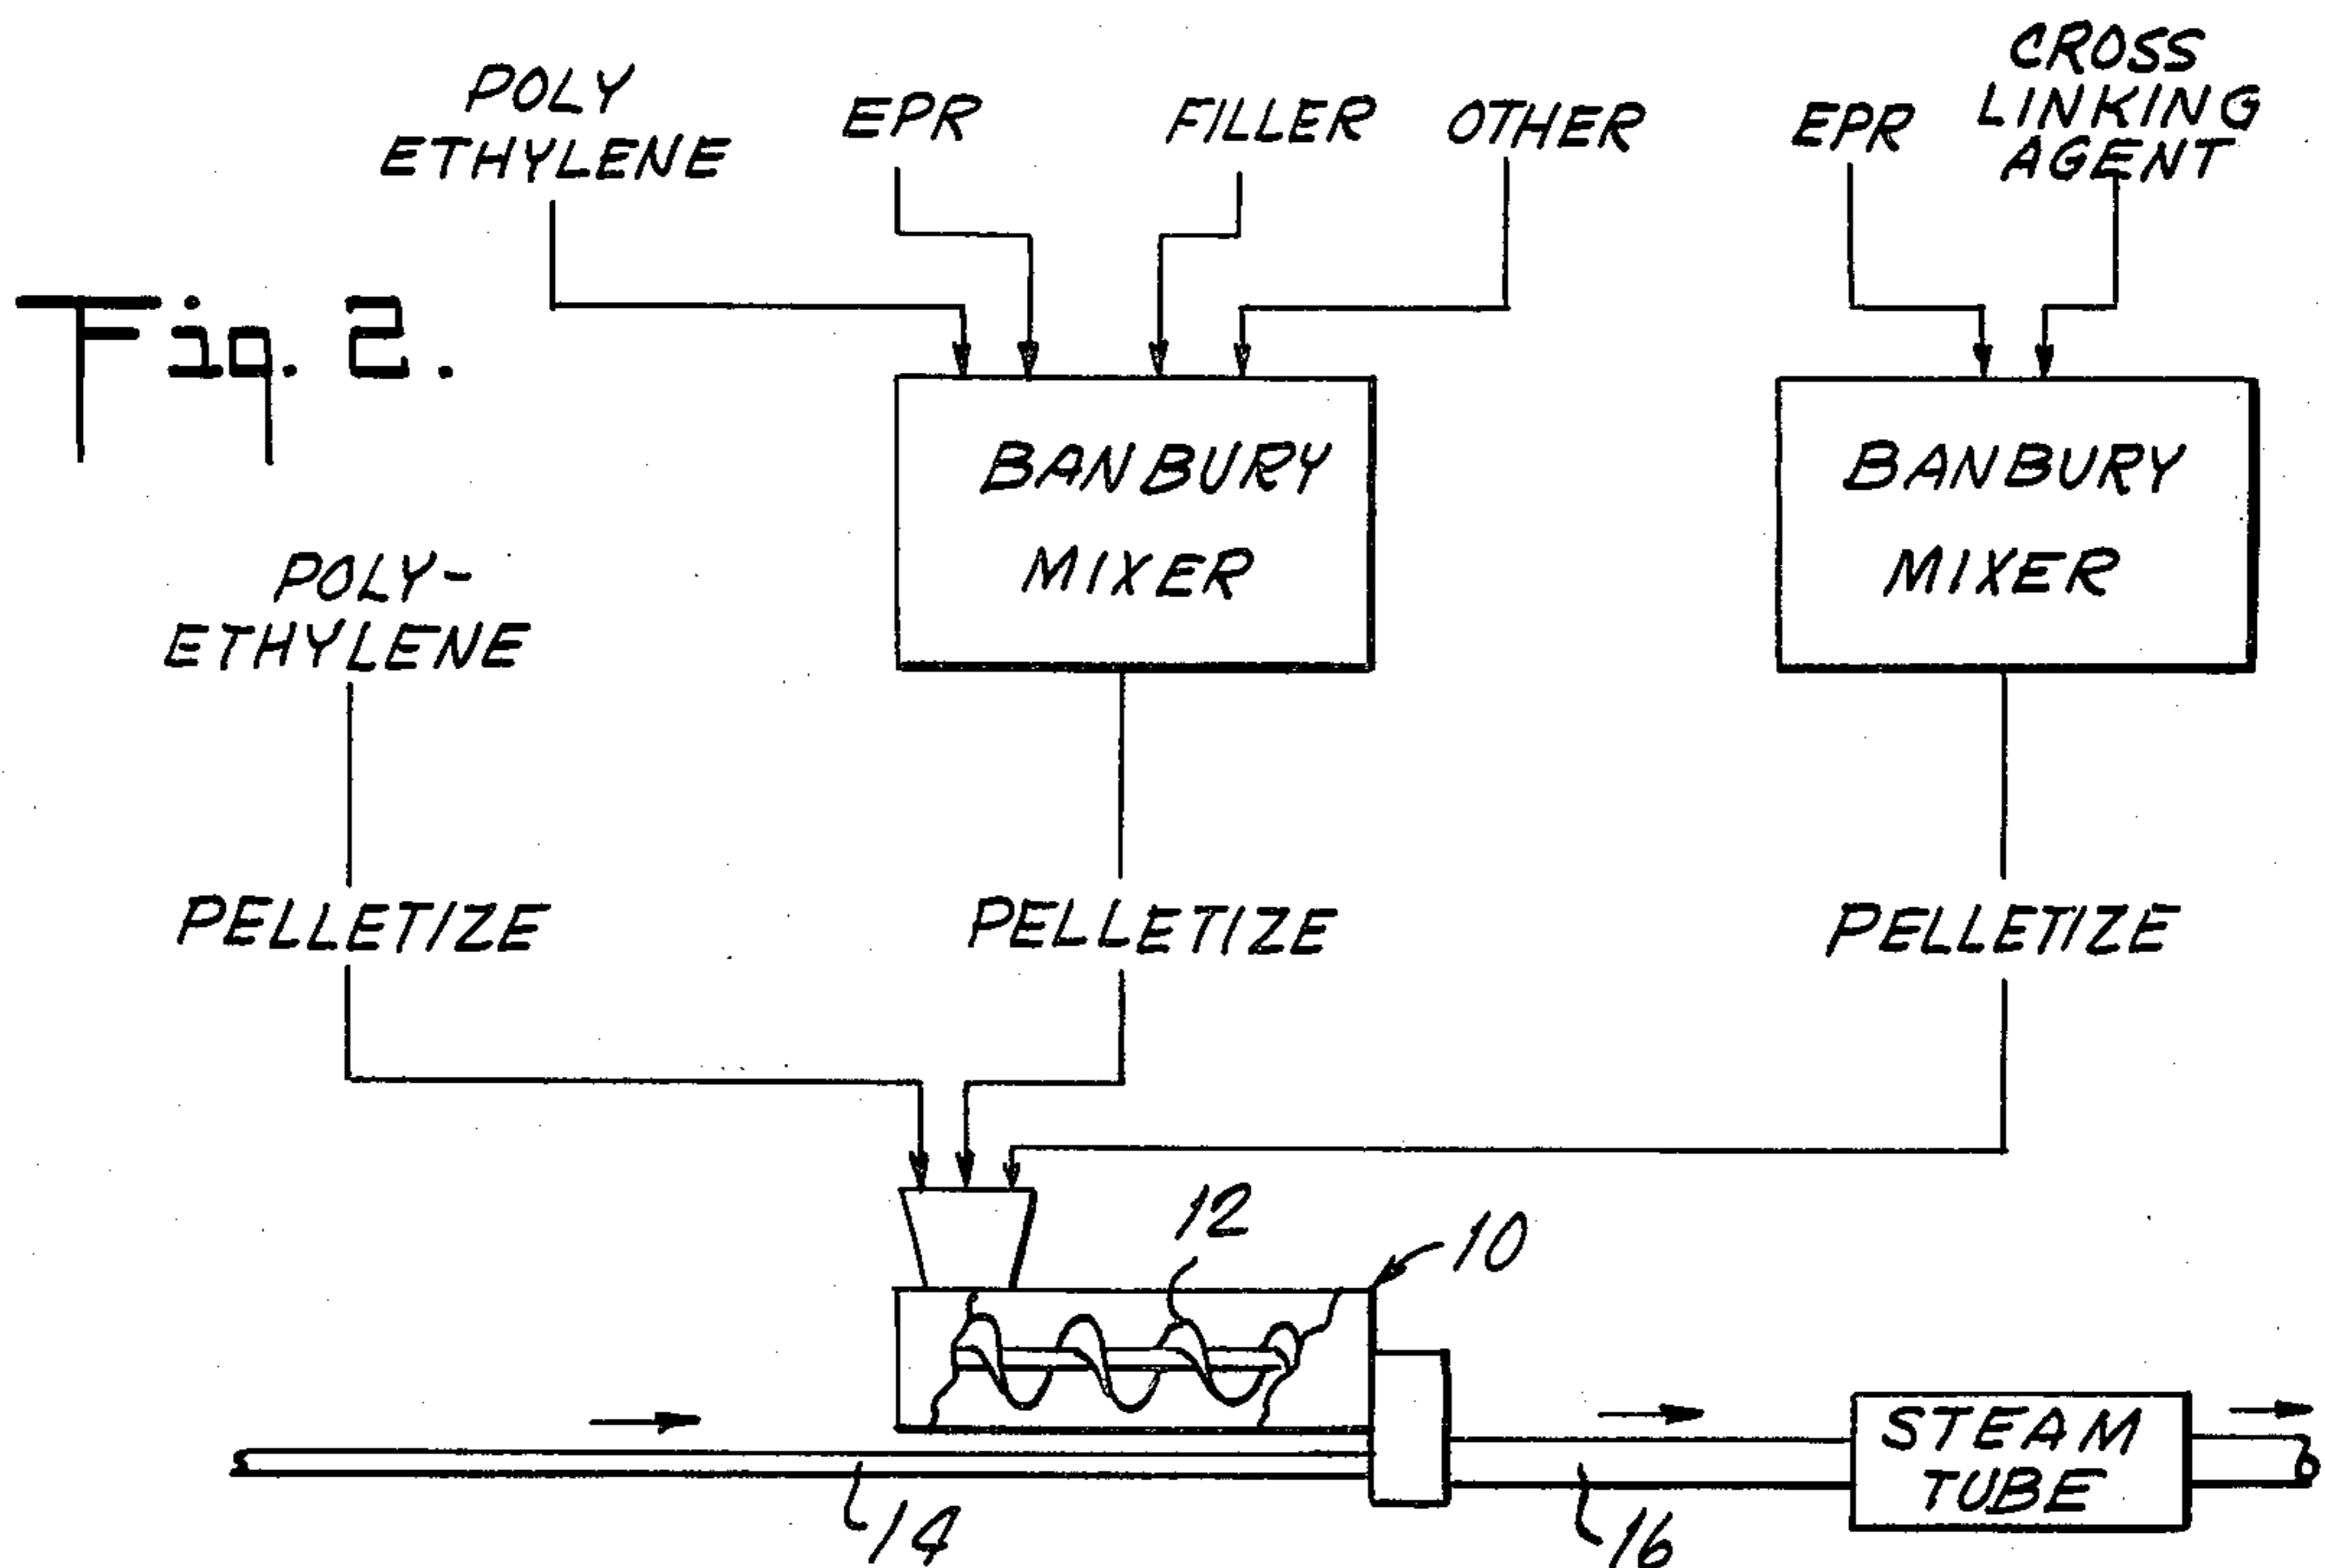 Fig. 2.
POLY
ETHYLENE
EPR
FILLER
OTHER
EPR
CROSS
LINKING
AGENT
BANBURY
MIXER
BANBURY
MIXER
POLY-
ETHYLENE
PELLETIZE
PELLETIZE
PELLETIZE
12
10
14
16
STEAM
TUBE